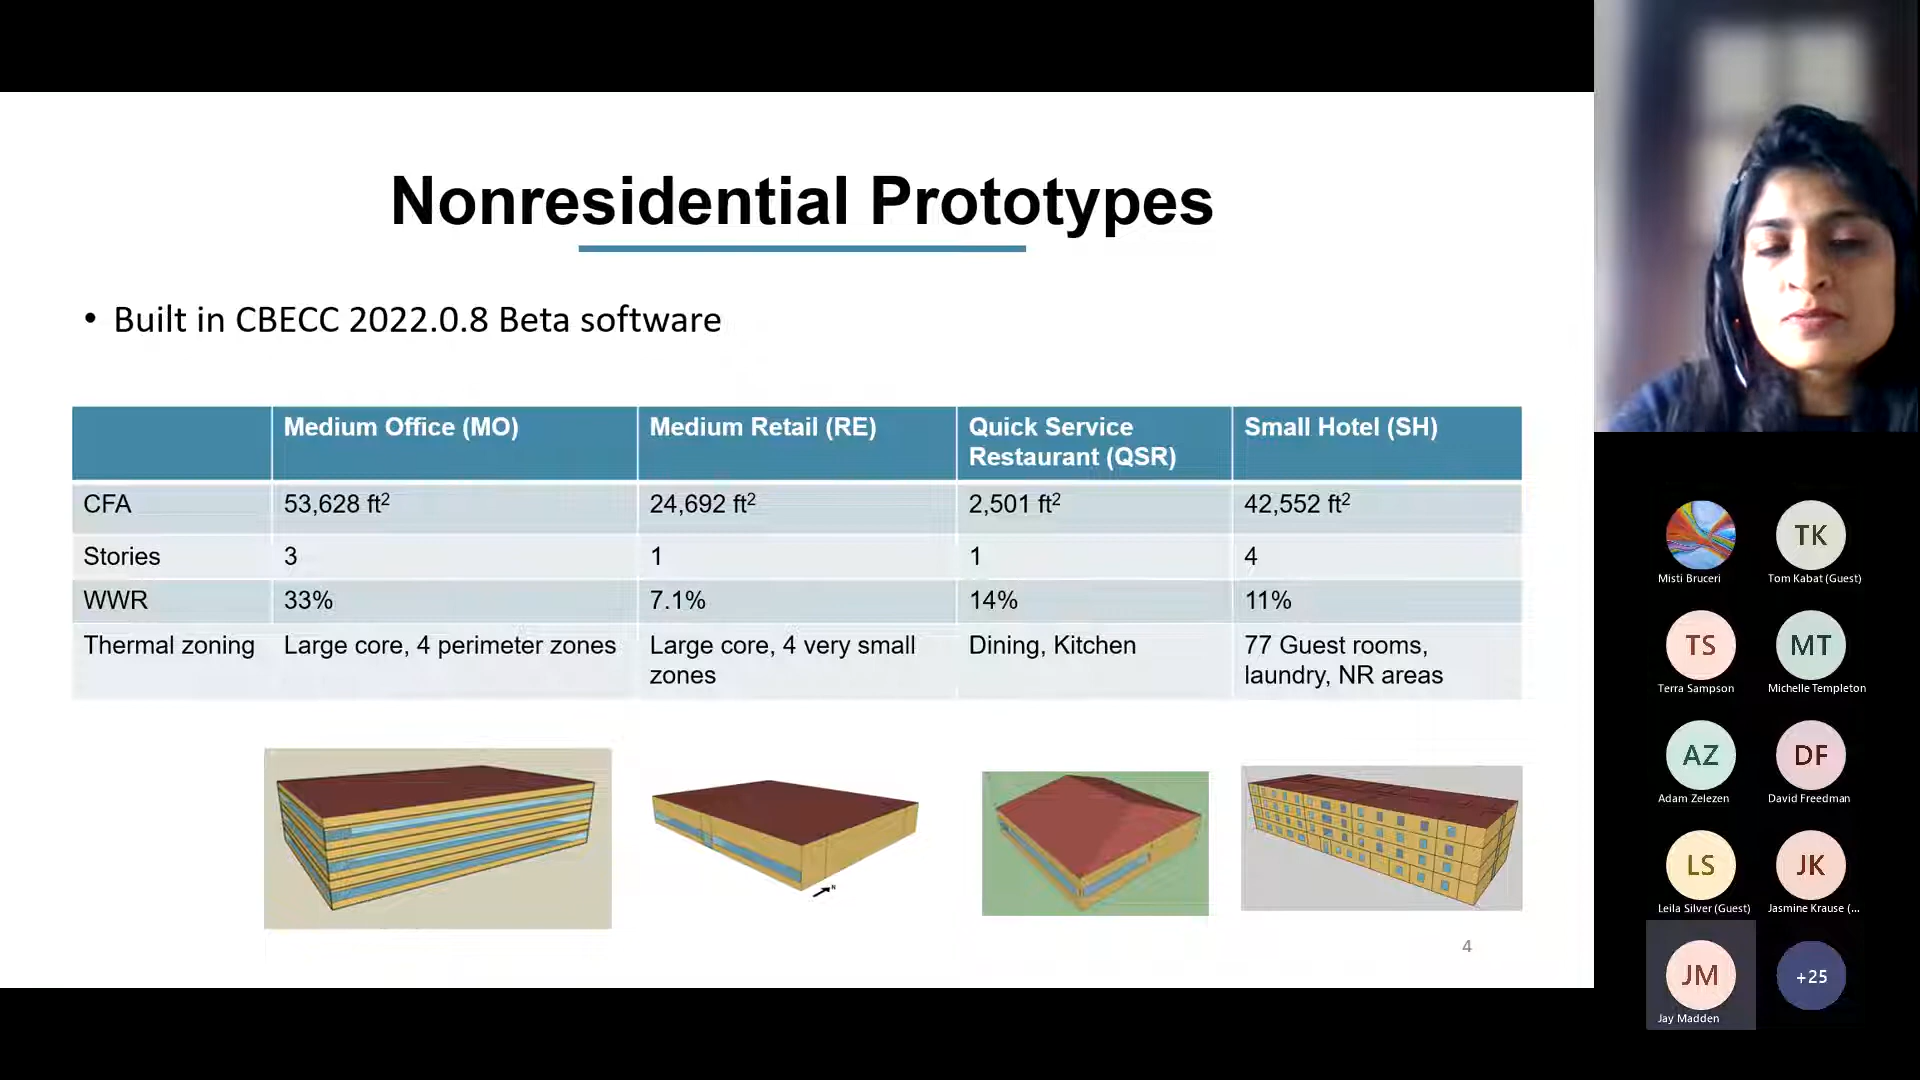 Nonresidential Prototypes
• Built in CBECC 2022.0.8 Beta software
Medium Office (MO) Medium Retail (RE) Quick Service Restaurant (QSR) Small Hotel (SH)
CFA 53,628 ft² 24,692 ft² 2,501 ft² 42,552 ft²
Stories 3 1 1 4
WWR 33% 7.1% 14% 11%
Thermal zoning Large core, 4 perimeter zones Large core, 4 very small zones Dining, Kitchen 77 Guest rooms, laundry, NR areas
N
4
Misti Bruceri
TK
Tom Kabat (Guest)
TS
Terra Sampson
MT
Michelle Templeton
AZ
Adam Zelezen
DF
David Freedman
LS
Leila Silver (Guest)
JK
Jasmine Krause (...
JM
Jay Madden
+25